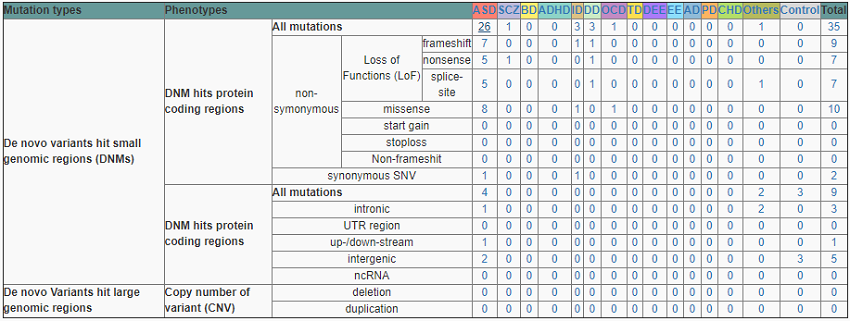 Mutation types Phenotypes ASD SCZ BD ADHD ID DD OCD TD DEE EE AD PD CHD Others Control Total
De novo variants hit small
genomic regions (DNMs)
DNM hits protein
coding regions
All mutations 26 1 0 0 3 3 1 0 0 0 0 0 0 1 0 35
non-
symonymous
Loss of
Functions (LoF)
frameshift 7 0 0 0 1 1 0 0 0 0 0 0 0 0 0 9
nonsense 5 1 0 0 0 1 0 0 0 0 0 0 0 0 0 7
splice-
site 5 0 0 0 0 1 0 0 0 0 0 0 0 1 0 7
missense 8 0 0 0 1 0 1 0 0 0 0 0 0 0 0 10
start gain 0 0 0 0 0 0 0 0 0 0 0 0 0 0 0 0
stoploss 0 0 0 0 0 0 0 0 0 0 0 0 0 0 0 0
Non-frameshit 0 0 0 0 0 0 0 0 0 0 0 0 0 0 0 0
synonymous SNV 1 0 0 0 1 0 0 0 0 0 0 0 0 0 0 2
DNM hits protein
coding regions
All mutations 4 0 0 0 0 0 0 0 0 0 0 0 0 2 3 9
intronic 1 0 0 0 0 0 0 0 0 0 0 0 0 2 0 3
UTR region 0 0 0 0 0 0 0 0 0 0 0 0 0 0 0 0
up-/down-stream 1 0 0 0 0 0 0 0 0 0 0 0 0 0 0 1
intergenic 2 0 0 0 0 0 0 0 0 0 0 0 0 0 3 5
ncRNA 0 0 0 0 0 0 0 0 0 0 0 0 0 0 0 0
De novo Variants hit large
genomic regions
Copy number of
variant (CNV)
deletion 0 0 0 0 0 0 0 0 0 0 0 0 0 0 0 0
duplication 0 0 0 0 0 0 0 0 0 0 0 0 0 0 0 0